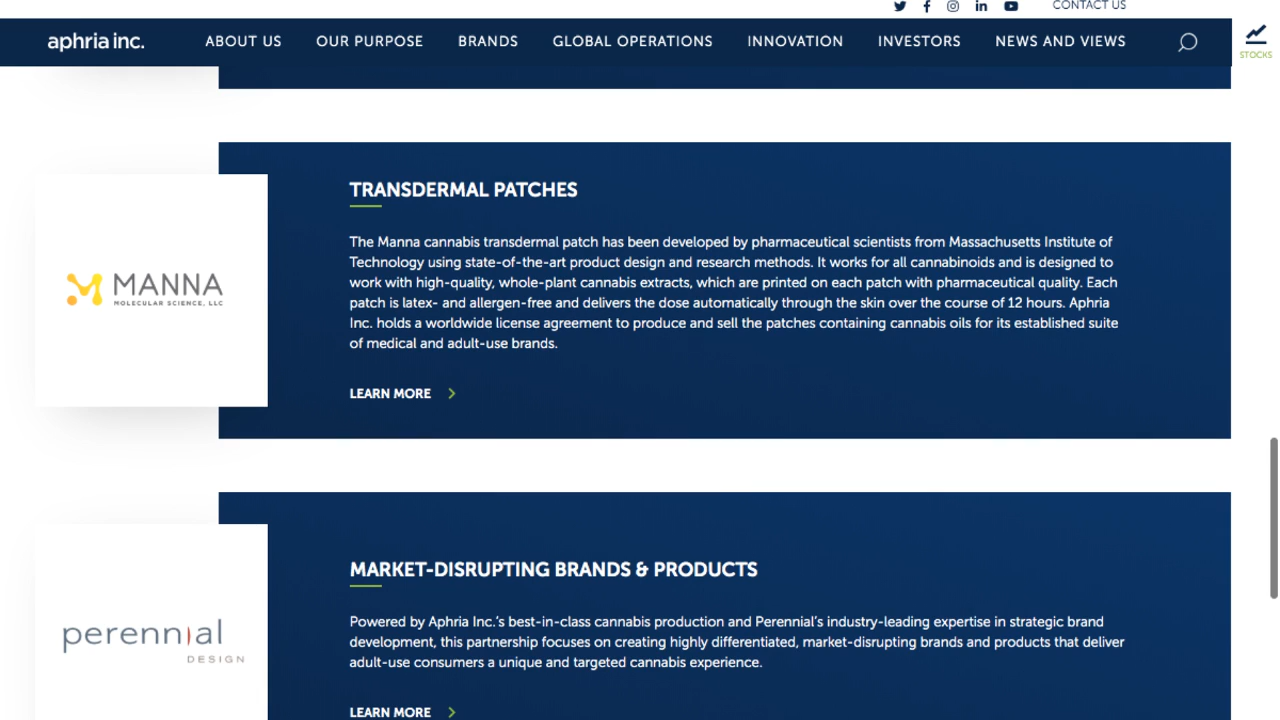 CONTACT US
aphria inc.
ABOUT US
OUR PURPOSE
BRANDS
GLOBAL OPERATIONS
INNOVATION
INVESTORS
NEWS AND VIEWS
STOCKS
TRANSDERMAL PATCHES
MANNA
MOLECULAR SCIENCE, LLC
The Manna cannabis transdermal patch has been developed by pharmaceutical scientists from Massachusetts Institute of
Technology using state-of-the-art product design and research methods. It works for all cannabinoids and is designed to
work with high-quality, whole-plant cannabis extracts, which are printed on each patch with pharmaceutical quality. Each
patch is latex- and allergen-free and delivers the dose automatically through the skin over the course of 12 hours. Aphria
Inc. holds a worldwide license agreement to produce and sell the patches containing cannabis oils for its established suite
of medical and adult-use brands.
LEARN MORE
MARKET-DISRUPTING BRANDS & PRODUCTS
perennial
DESIGN
Powered by Aphria Inc.'s best-in-class cannabis production and Perennial's industry-leading expertise in strategic brand
development, this partnership focuses on creating highly differentiated, market-disrupting brands and products that deliver
adult-use consumers a unique and targeted cannabis experience.
LEARN MORE